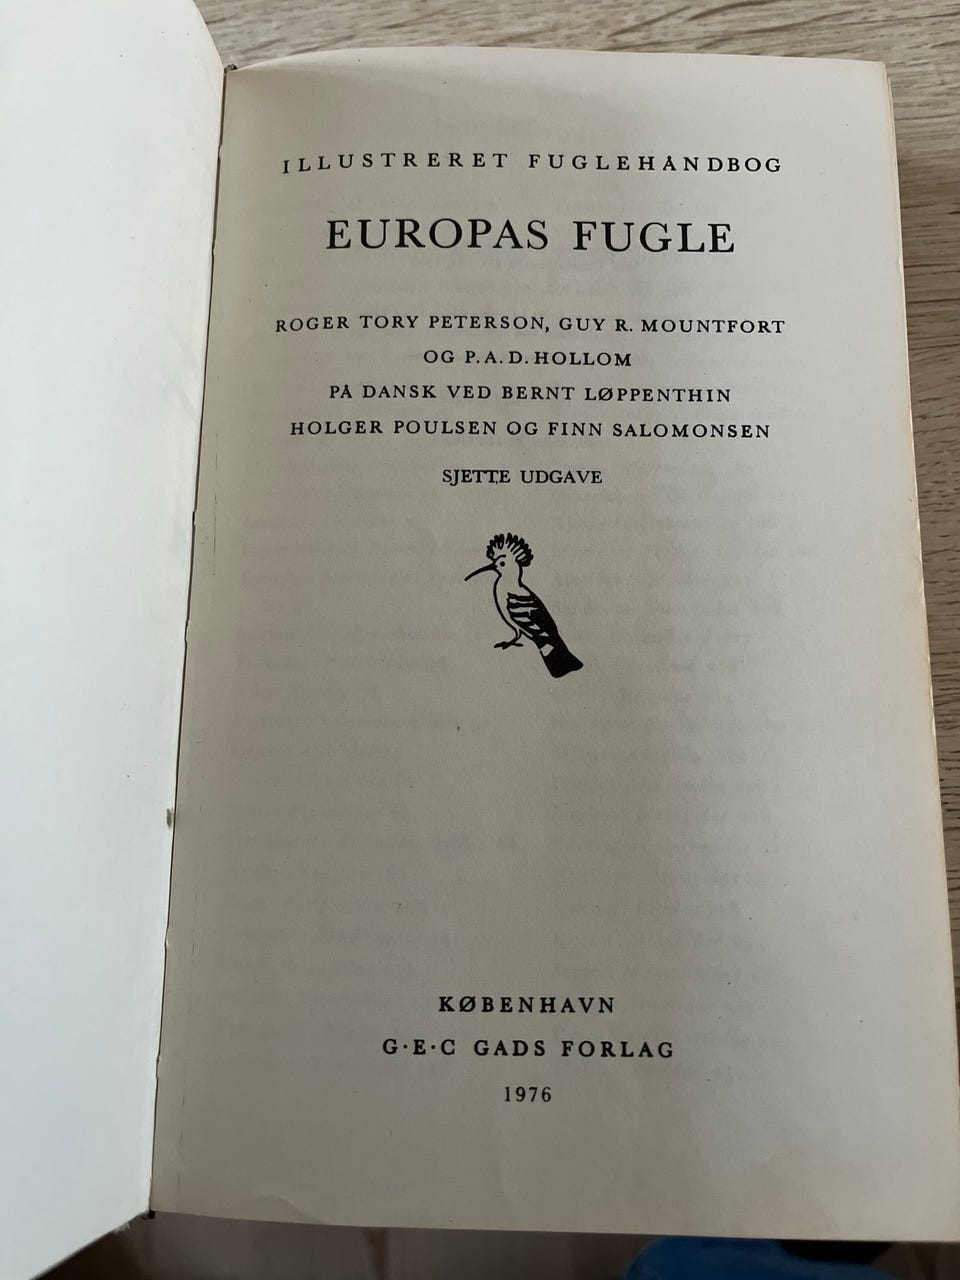 ILLUSTRERET FUGLEHÅNDBOG
EUROPAS FUGLE
ROGER TORY PETERSON, GUY R. MOUNTFORT
OG P. A. D. HOLLOM
PÅ DANSK VED BERNT LØPPENTHIN
HOLGER POULSEN OG FINN SALOMONSEN
SJETTE UDGAVE
KØBENHAVN
G·E·C GADS FORLAG
1976